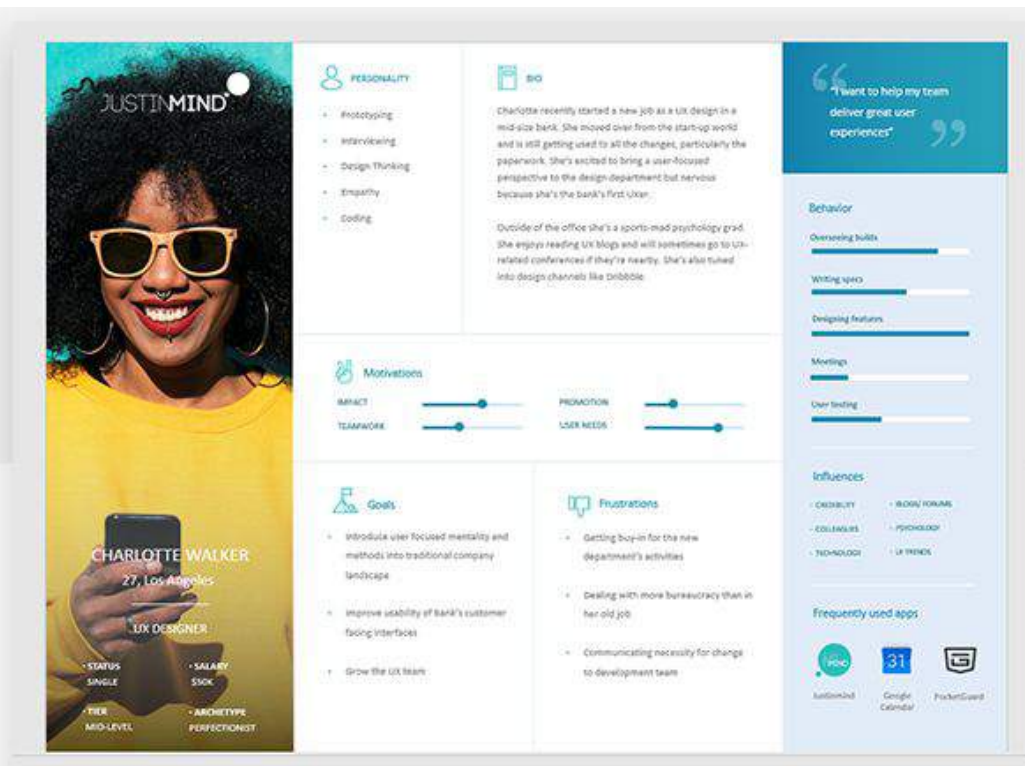 JUSTINMIND
CHARLOTTE WALKER
27, Los Angeles
UX DESIGNER
• STATUS
SINGLE
• SALARY
$50K
• TIER
MID-LEVEL
• ARCHETYPE
PERFECTIONIST
PERSONALITY
• Prototyping
• Interviewing
• Design Thinking
• Empathy
• Coding
BIO
Charlotte recently started a new job as a UX design in a
mid-size bank. She moved over from the start-up world
and is still getting used to all the changes, particularly the
paperwork. She's excited to bring a user-focused
perspective to the design department but nervous
because she's the bank's first UXer.
Outside of the office she's a sports-mad psychology grad.
She enjoys reading UX blogs and will sometimes go to UX-
related conferences if they're nearby. She's also tuned
into design channels like Dribbble
Motivations
IMPACT
TEAMWORK
PROMOTION
USER NEEDS
Goals
• Introduce user focused mentality and
methods into traditional company
landscape
• Improve usability of Bank's customer
facing interfaces
• Grow the UX team
Frustrations
• Getting buy-in for the new
department's activities
• Dealing with more bureaucracy than in
her old job
• Communicating necessity for change
to development team
"I want to help my team
deliver great user
experiences"
Behavior
Overseeing builds
Writing specs
Designing features
Meetings
User testing
Influences
• CREDIBILITY
• COLLEAGUES
• TECHNOLOGY
• BLOGS/ FORUMS
• PSYCHOLOGY
• TRENDS
Frequently used apps
31
Justinmind
Google
Calendar
PocketGuard